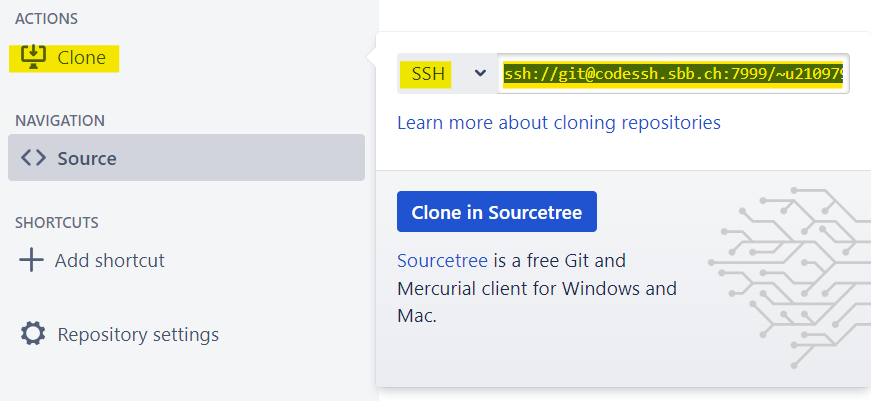 ACTIONS
Clone
NAVIGATION
Source
SHORTCUTS
Add shortcut
Repository settings
SSH
ssh://git@codessh.sbb.ch:7999/~u210979
Learn more about cloning repositories
Clone in Sourcetree
Sourcetree is a free Git and
Mercurial client for Windows and
Mac.